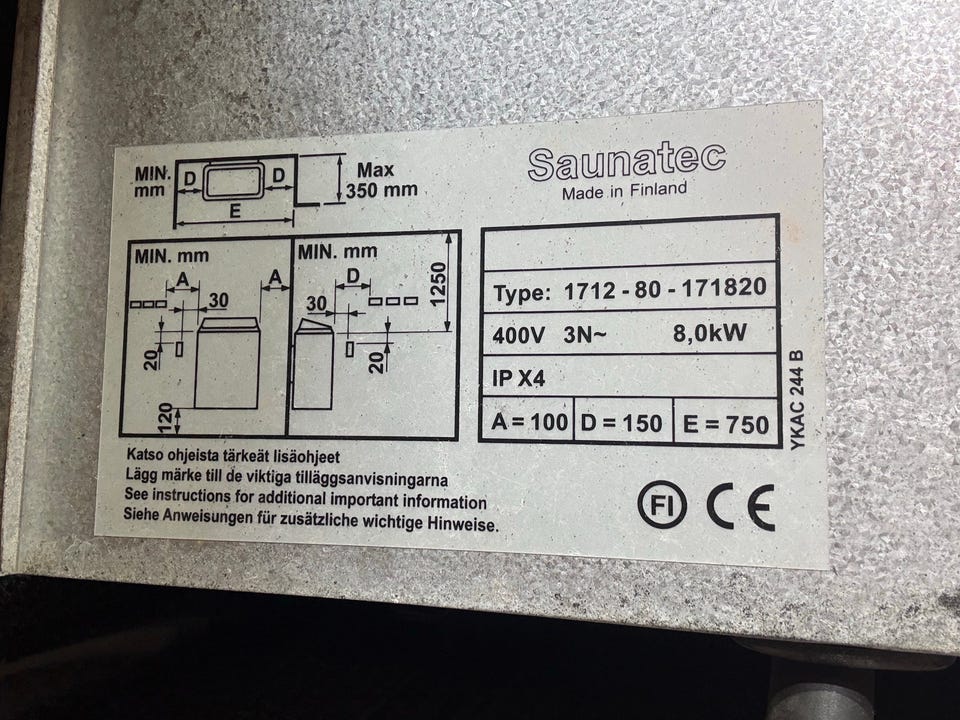 MIN. mm
D
D
E
Max 350 mm
Saunatec
Made in Finland
MIN. mm
A
A
30
20
120
MIN. mm
D
30
20
1250
Type: 1712 - 80 - 171820
400V 3N~ 8,0kW
IP X4
A = 100 D = 150 E = 750
YKAC 244 B
Katso ohjeista tärkeät lisäohjeet
Lägg märke till de viktiga tilläggsanvisningarna
See instructions for additional important information
Siehe Anweisungen für zusätzliche wichtige Hinweise.
FI CE